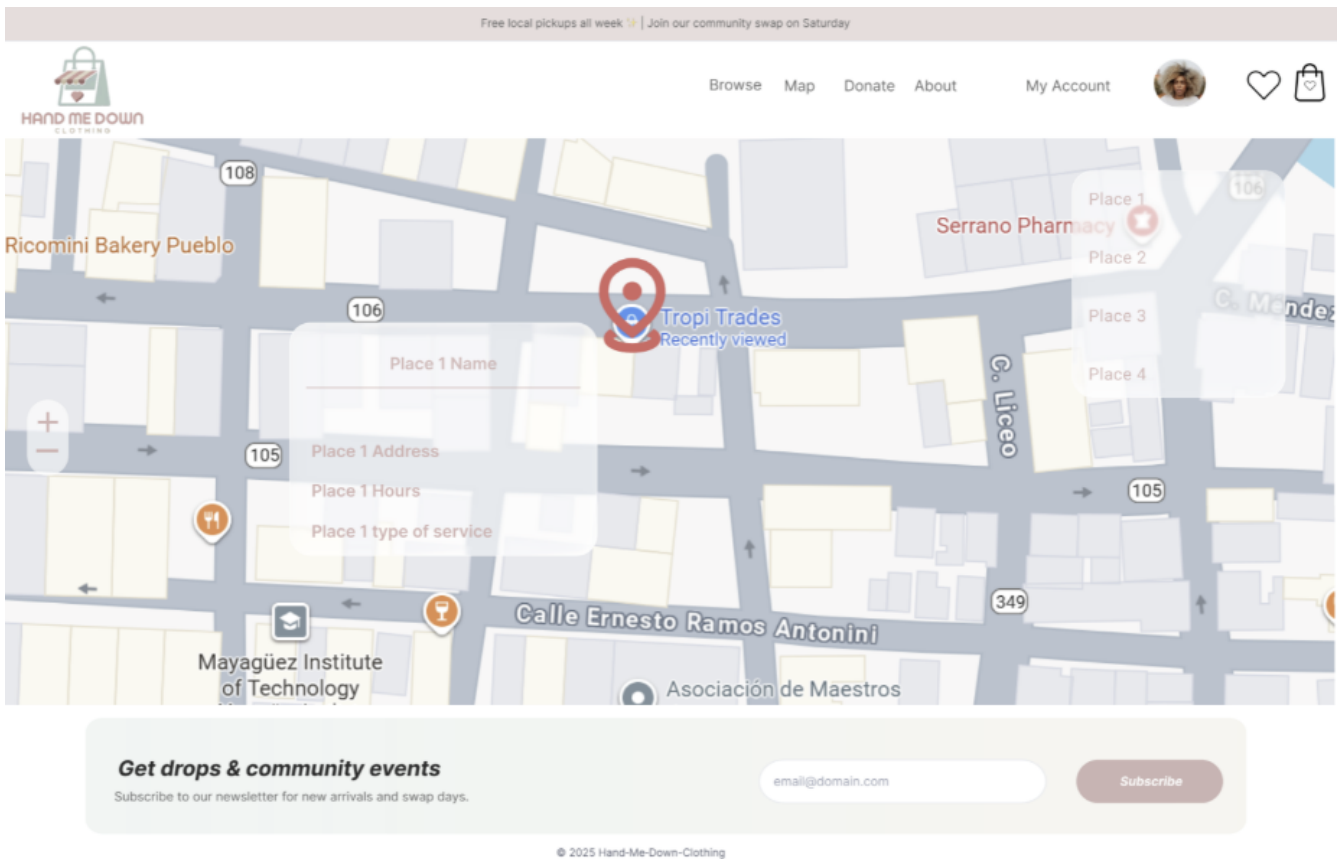 Free local pickups all week ✨ | Join our community swap on Saturday
HAND ME DOWN
CLOTHING
Browse
Map
Donate
About
My Account
108
106
Ricomini Bakery Pueblo
Serrano Pharmacy
Place 1
Place 2
Place 3
Place 4
106
Tropi Trades
Recently viewed
C. Mendez
Place 1 Name
Place 1 Address
Place 1 Hours
Place 1 type of service
+
−
C. Liceo
105
105
349
Calle Ernesto Ramos Antonini
Mayagüez Institute
of Technology
Asociación de Maestros
Get drops & community events
Subscribe to our newsletter for new arrivals and swap days.
email@domain.com
Subscribe
© 2025 Hand-Me-Down-Clothing